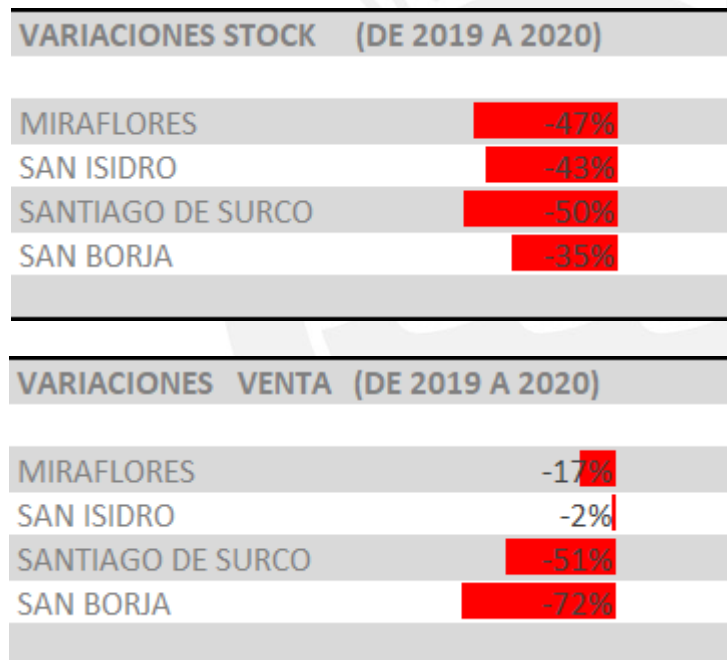 VARIACIONES STOCK (DE 2019 A 2020)
MIRAFLORES -47%
SAN ISIDRO -43%
SANTIAGO DE SURCO -50%
SAN BORJA -35%
VARIACIONES VENTA (DE 2019 A 2020)
MIRAFLORES -17%
SAN ISIDRO -2%
SANTIAGO DE SURCO -51%
SAN BORJA -72%